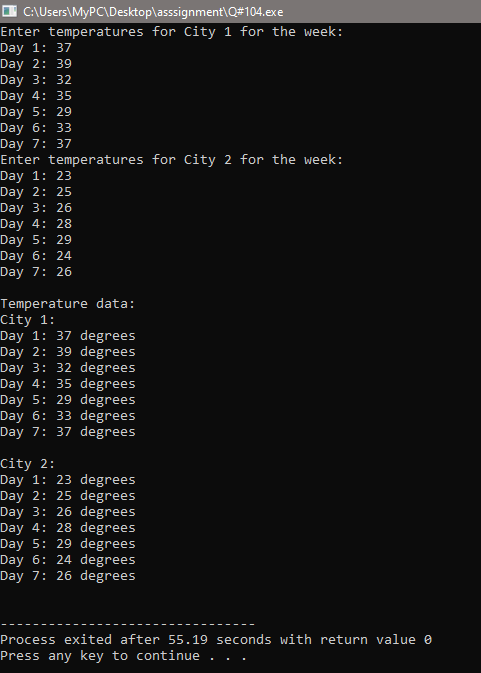 C:\Users\MyPC\Desktop\asssignment\Q#104.exe
Enter temperatures for City 1 for the week:
Day 1: 37
Day 2: 39
Day 3: 32
Day 4: 35
Day 5: 29
Day 6: 33
Day 7: 37
Enter temperatures for City 2 for the week:
Day 1: 23
Day 2: 25
Day 3: 26
Day 4: 28
Day 5: 29
Day 6: 24
Day 7: 26
Temperature data:
City 1:
Day 1: 37 degrees
Day 2: 39 degrees
Day 3: 32 degrees
Day 4: 35 degrees
Day 5: 29 degrees
Day 6: 33 degrees
Day 7: 37 degrees
City 2:
Day 1: 23 degrees
Day 2: 25 degrees
Day 3: 26 degrees
Day 4: 28 degrees
Day 5: 29 degrees
Day 6: 24 degrees
Day 7: 26 degrees
--------------------------------
Process exited after 55.19 seconds with return value 0
Press any key to continue . . .